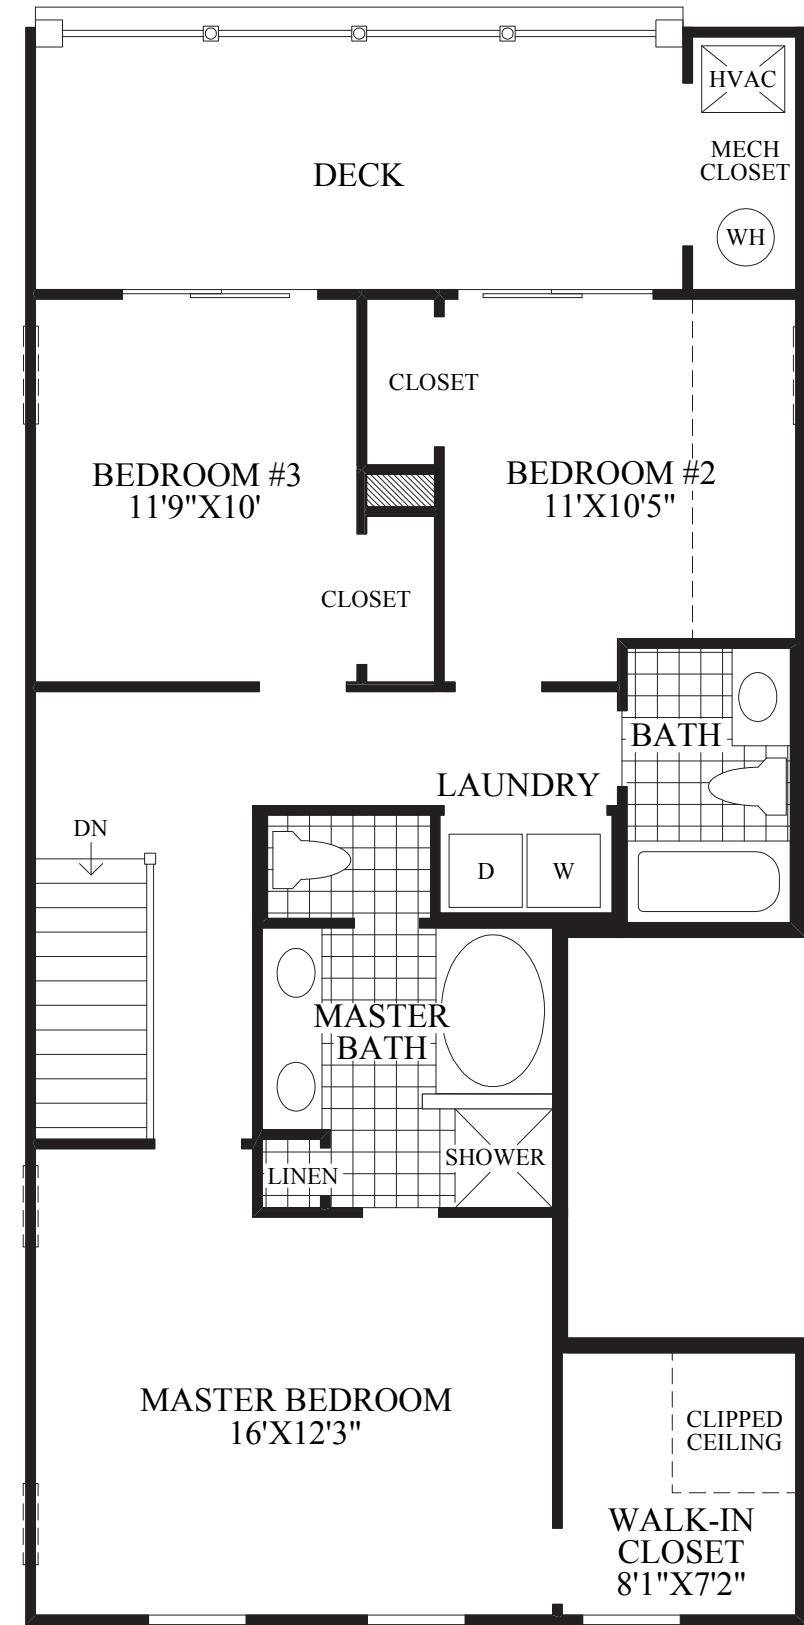 HVAC
MECH
CLOSET
DECK
WH
CLOSET
BEDROOM #3
11'9"X10'
BEDROOM #2
11'X10'5"
CLOSET
BATH
LAUNDRY
DN
D
W
MASTER
BATH
SHOWER
LINEN
MASTER BEDROOM
16'X12'3"
CLIPPED
CEILING
WALK-IN
CLOSET
8'1"X7'2"